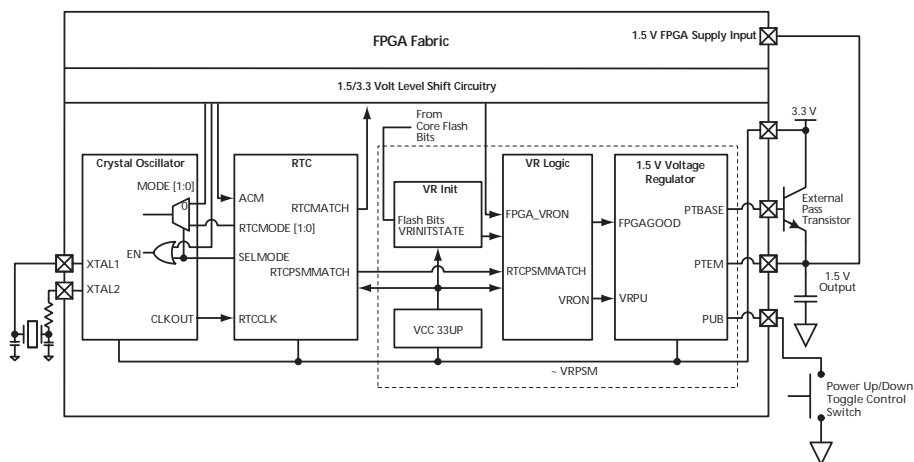 FPGA Fabric
1.5 V FPGA Supply Input
1.5/3.3 Volt Level Shift Circuitry
From
Core Flash
Bits
3.3 V
Crystal Oscillator
RTC
VR Logic
1.5 V Voltage
Regulator
MODE [1:0]
0
ACM
VR Init
RTCMATCH
Flash Bits
VRINITSTATE
FPGA_VRON
FPGAGOOD
PTBASE
External
Pass
Transistor
RTCMODE [1:0]
EN
SELMODE
XTAL1
RTCPSMMATCH
RTCPSMMATCH
PTEM
XTAL2
1.5 V
Output
VRON
VRPU
CLKOUT
RTCCLK
VCC 33UP
PUB
~ VRPSM
Power Up/Down
Toggle Control
Switch